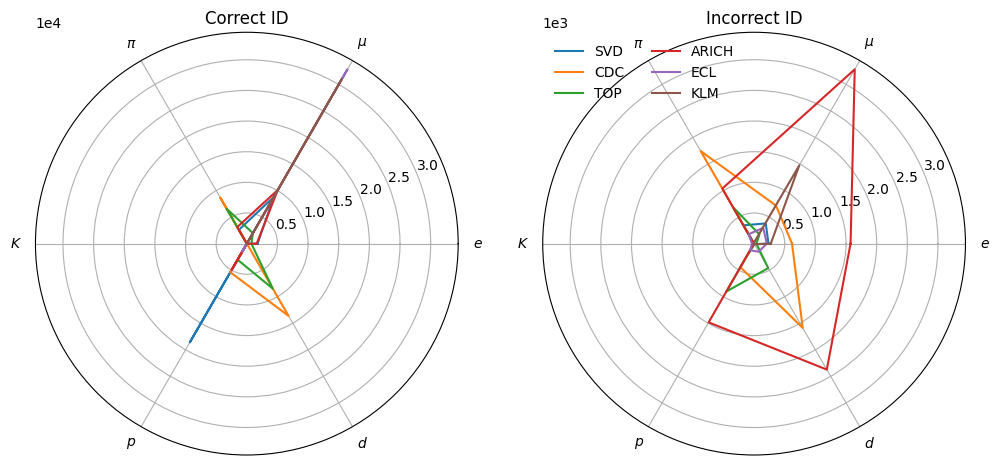 Correct ID
1e4
π
μ
3.0
2.5
2.0
1.5
1.0
0.5
K
e
p
d
Incorrect ID
1e3
π
μ
SVD
CDC
TOP
ARICH
ECL
KLM
3.0
2.5
2.0
1.5
1.0
0.5
K
e
p
d